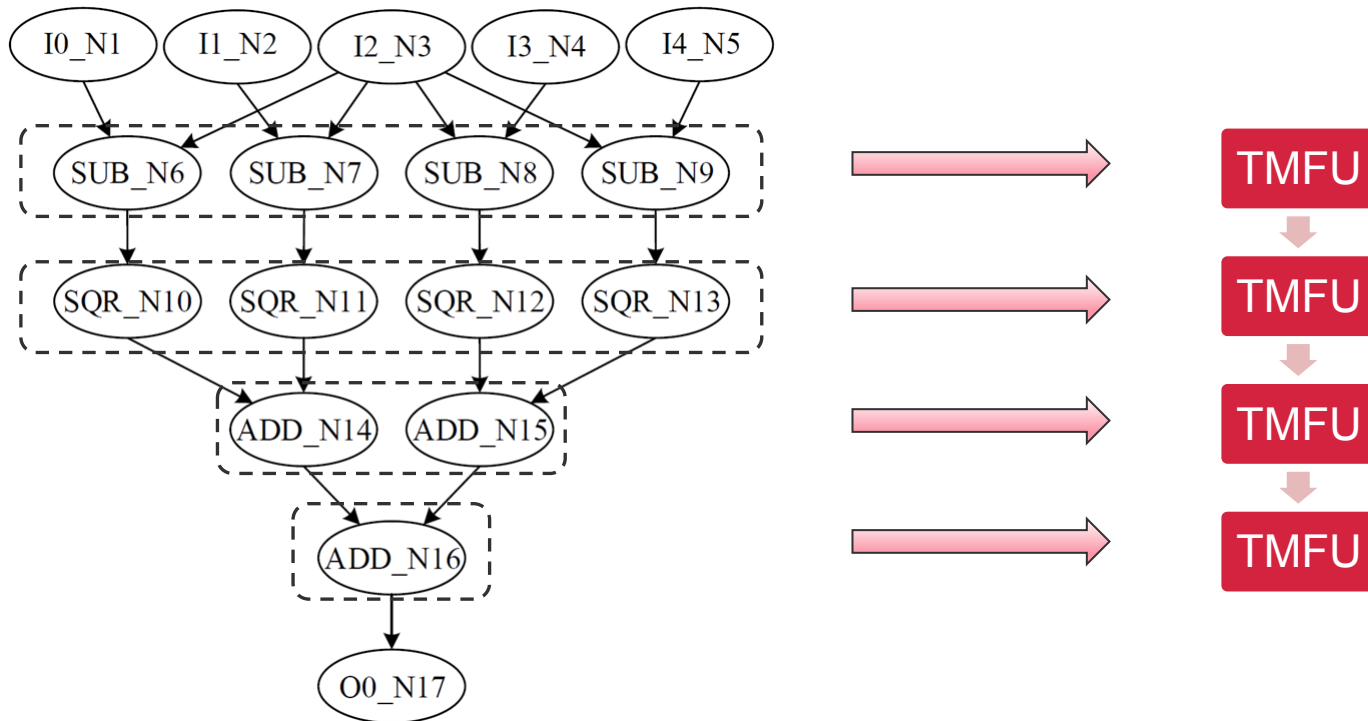 I0_N1 I1_N2 I2_N3 I3_N4 I4_N5
SUB_N6 SUB_N7 SUB_N8 SUB_N9 TMFU
SQR_N10 SQR_N11 SQR_N12 SQR_N13 TMFU
ADD_N14 ADD_N15 TMFU
ADD_N16 TMFU
O0_N17